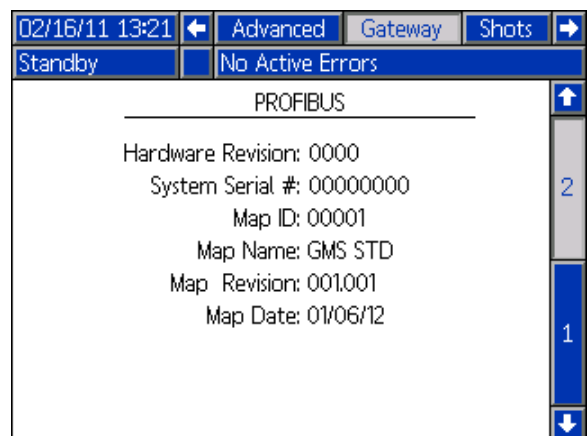 02/16/11 13:21 Advanced Gateway Shots
Standby No Active Errors
PROFIBUS
Hardware Revision: 0000
System Serial #: 00000000
Map ID: 00001
Map Name: GMS STD
Map Revision: 001.001
Map Date: 01/06/12
2
1